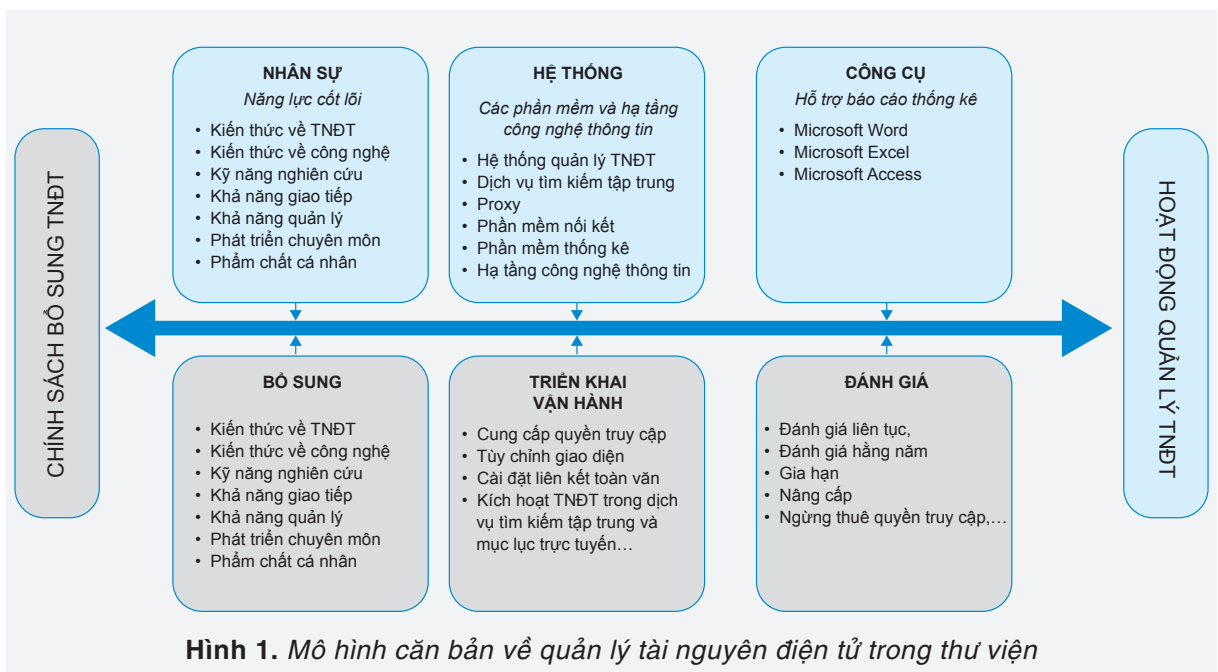 CHÍNH SÁCH BỔ SUNG TNĐT
NHÂN SỰ
Năng lực cốt lõi
• Kiến thức về TNĐT
• Kiến thức về công nghệ
• Kỹ năng nghiên cứu
• Khả năng giao tiếp
• Khả năng quản lý
• Phát triển chuyên môn
• Phẩm chất cá nhân
HỆ THỐNG
Các phần mềm và hạ tầng
công nghệ thông tin
• Hệ thống quản lý TNĐT
• Dịch vụ tìm kiếm tập trung
• Proxy
• Phần mềm nối kết
• Phần mềm thống kê
• Hạ tầng công nghệ thông tin
CÔNG CỤ
Hỗ trợ báo cáo thống kê
• Microsoft Word
• Microsoft Excel
• Microsoft Access
BỔ SUNG
• Kiến thức về TNĐT
• Kiến thức về công nghệ
• Kỹ năng nghiên cứu
• Khả năng giao tiếp
• Khả năng quản lý
• Phát triển chuyên môn
• Phẩm chất cá nhân
TRIỂN KHAI
VẬN HÀNH
• Cung cấp quyền truy cập
• Tùy chỉnh giao diện
• Cài đặt liên kết toàn văn
• Kích hoạt TNĐT trong dịch
vụ tìm kiếm tập trung và
mục lục trực tuyến…
ĐÁNH GIÁ
• Đánh giá liên tục,
• Đánh giá hằng năm
• Gia hạn
• Nâng cấp
• Ngừng thuê quyền truy cập,…
HOẠT ĐỌNG QUẢN LÝ TNĐT
Hình 1. Mô hình căn bản về quản lý tài nguyên điện tử trong thư viện